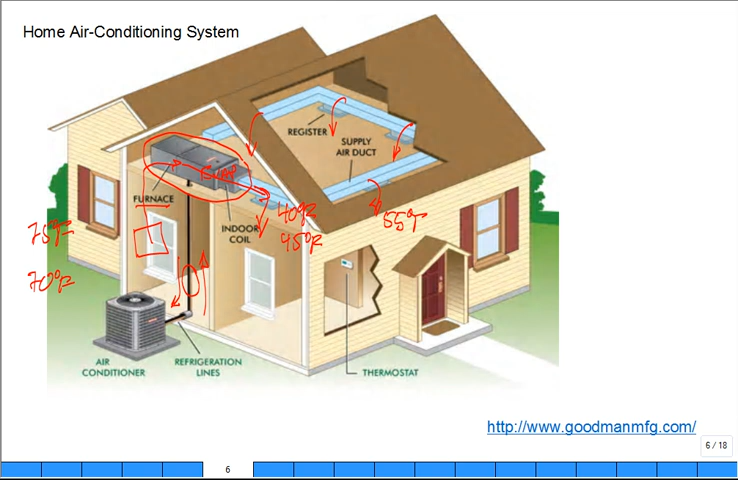 Home Air-Conditioning System
REGISTER
SUPPLY
AIR DUCT
FURNACE
INDOOR
COIL
40°F
45°F
55°F
75°F
70°F
AIR
CONDITIONER
REFRIGERATION
LINES
THERMOSTAT
http://www.goodmanmfg.com/
6 / 18
6